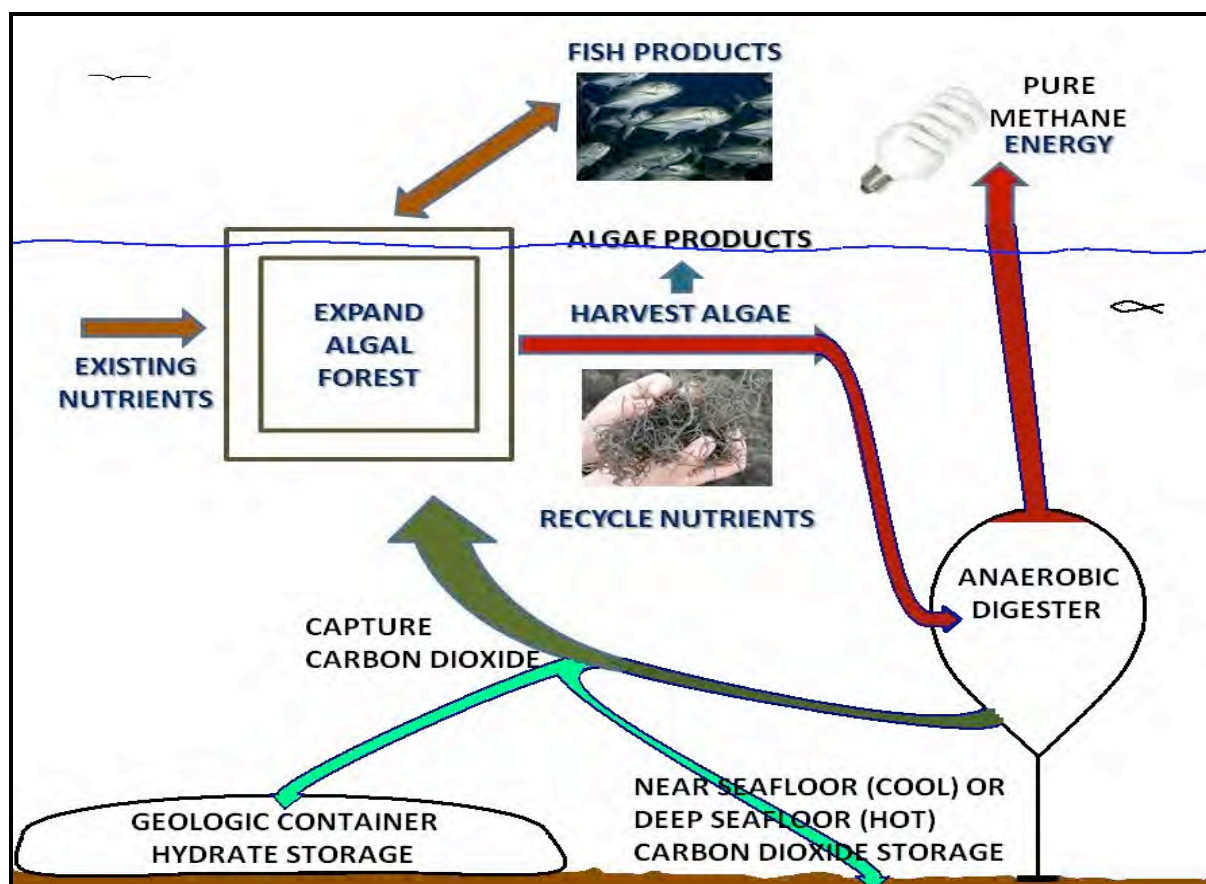 FISH PRODUCTS
PURE
METHANE
ENERGY
ALGAE PRODUCTS
HARVEST ALGAE
EXPAND
ALGAL
FOREST
EXISTING
NUTRIENTS
RECYCLE NUTRIENTS
ANAEROBIC
DIGESTER
CAPTURE
CARBON DIOXIDE
NEAR SEAFLOOR (COOL) OR
DEEP SEAFLOOR (HOT)
CARBON DIOXIDE STORAGE
GEOLOGIC CONTAINER
HYDRATE STORAGE